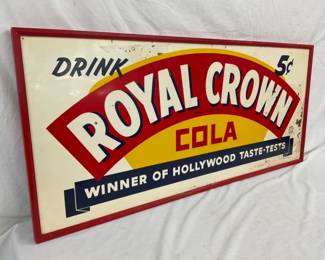 DRINK 5¢
ROYAL CROWN
COLA
WINNER OF HOLLYWOOD TASTE-TESTS